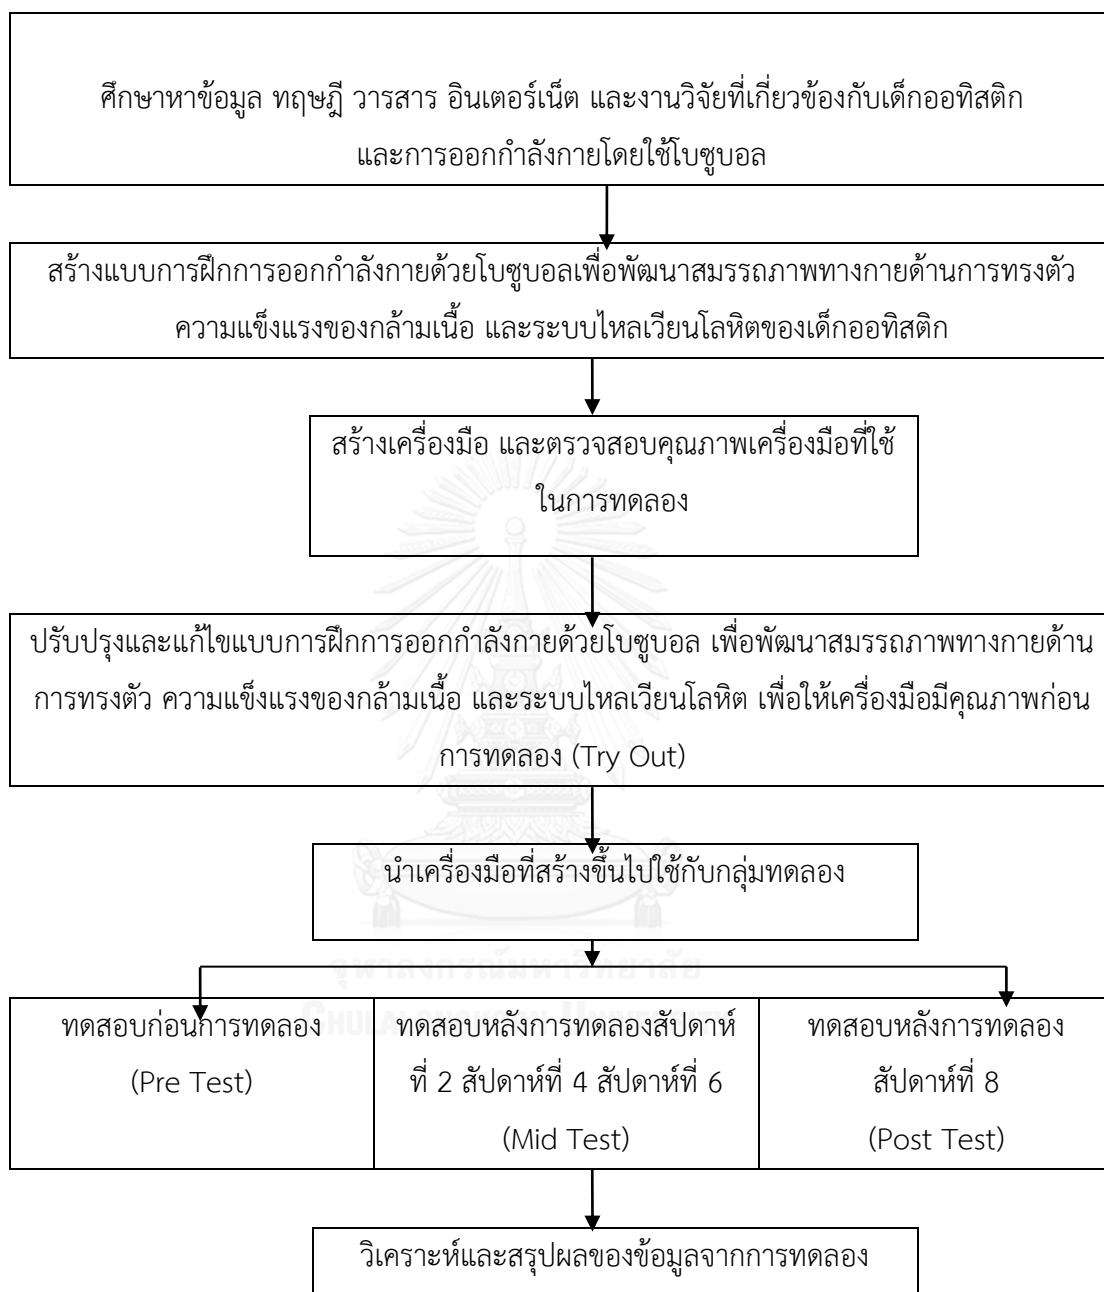 ศึกษาหาข้อมูล ทฤษฎี วารสาร อินเตอร์เน็ต และงานวิจัยที่เกี่ยวข้องกับเด็กออทิสติก
และการออกกำลังกายโดยใช้โบซูบอล
สร้างแบบการฝึกการออกกำลังกายด้วยโบซูบอลเพื่อพัฒนาสมรรถภาพทางกายด้านการทรงตัว
ความแข็งแรงของกล้ามเนื้อ และระบบไหลเวียนโลหิตของเด็กออทิสติก
สร้างเครื่องมือ และตรวจสอบคุณภาพเครื่องมือที่ใช้
ในการทดลอง
ปรับปรุงและแก้ไขแบบการฝึกการออกกำลังกายด้วยโบซูบอล เพื่อพัฒนาสมรรถภาพทางกายด้าน
การทรงตัว ความแข็งแรงของกล้ามเนื้อ และระบบไหลเวียนโลหิต เพื่อให้เครื่องมือมีคุณภาพก่อน
การทดลอง (Try Out)
นำเครื่องมือที่สร้างขึ้นไปใช้กับกลุ่มทดลอง
จุฬาลงกรณ์มหาวิทยาลัย
CHULALONGKORN UNIVERSITY
ทดสอบก่อนการทดลอง
(Pre Test)
ทดสอบหลังการทดลองสัปดาห์
ที่ 2 สัปดาห์ที่ 4 สัปดาห์ที่ 6
(Mid Test)
ทดสอบหลังการทดลอง
สัปดาห์ที่ 8
(Post Test)
วิเคราะห์และสรุปผลของข้อมูลจากการทดลอง